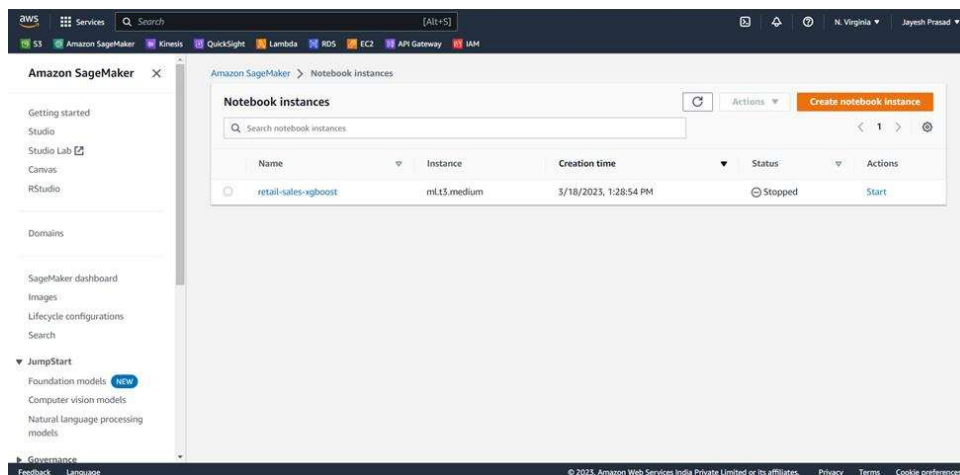 aws Services Search [Alt+S] N. Virginia Jayesh Prasad
S3 Amazon SageMaker Kinesis QuickSight Lambda RDS EC2 API Gateway IAM
Amazon SageMaker
Getting started
Studio
Studio Lab
Canvas
RStudio
Domains
SageMaker dashboard
Images
Lifecycle configurations
Search
JumpStart
Foundation models NEW
Computer vision models
Natural language processing
models
Governance
Amazon SageMaker > Notebook instances
Notebook instances Actions Create notebook instance
Search notebook instances 1
Name Instance Creation time Status Actions
retail-sales-xgboost ml.t3.medium 3/18/2023, 1:28:54 PM Stopped Start
Feedback Language © 2023, Amazon Web Services India Private Limited or its affiliates. Privacy Terms Cookie preferences